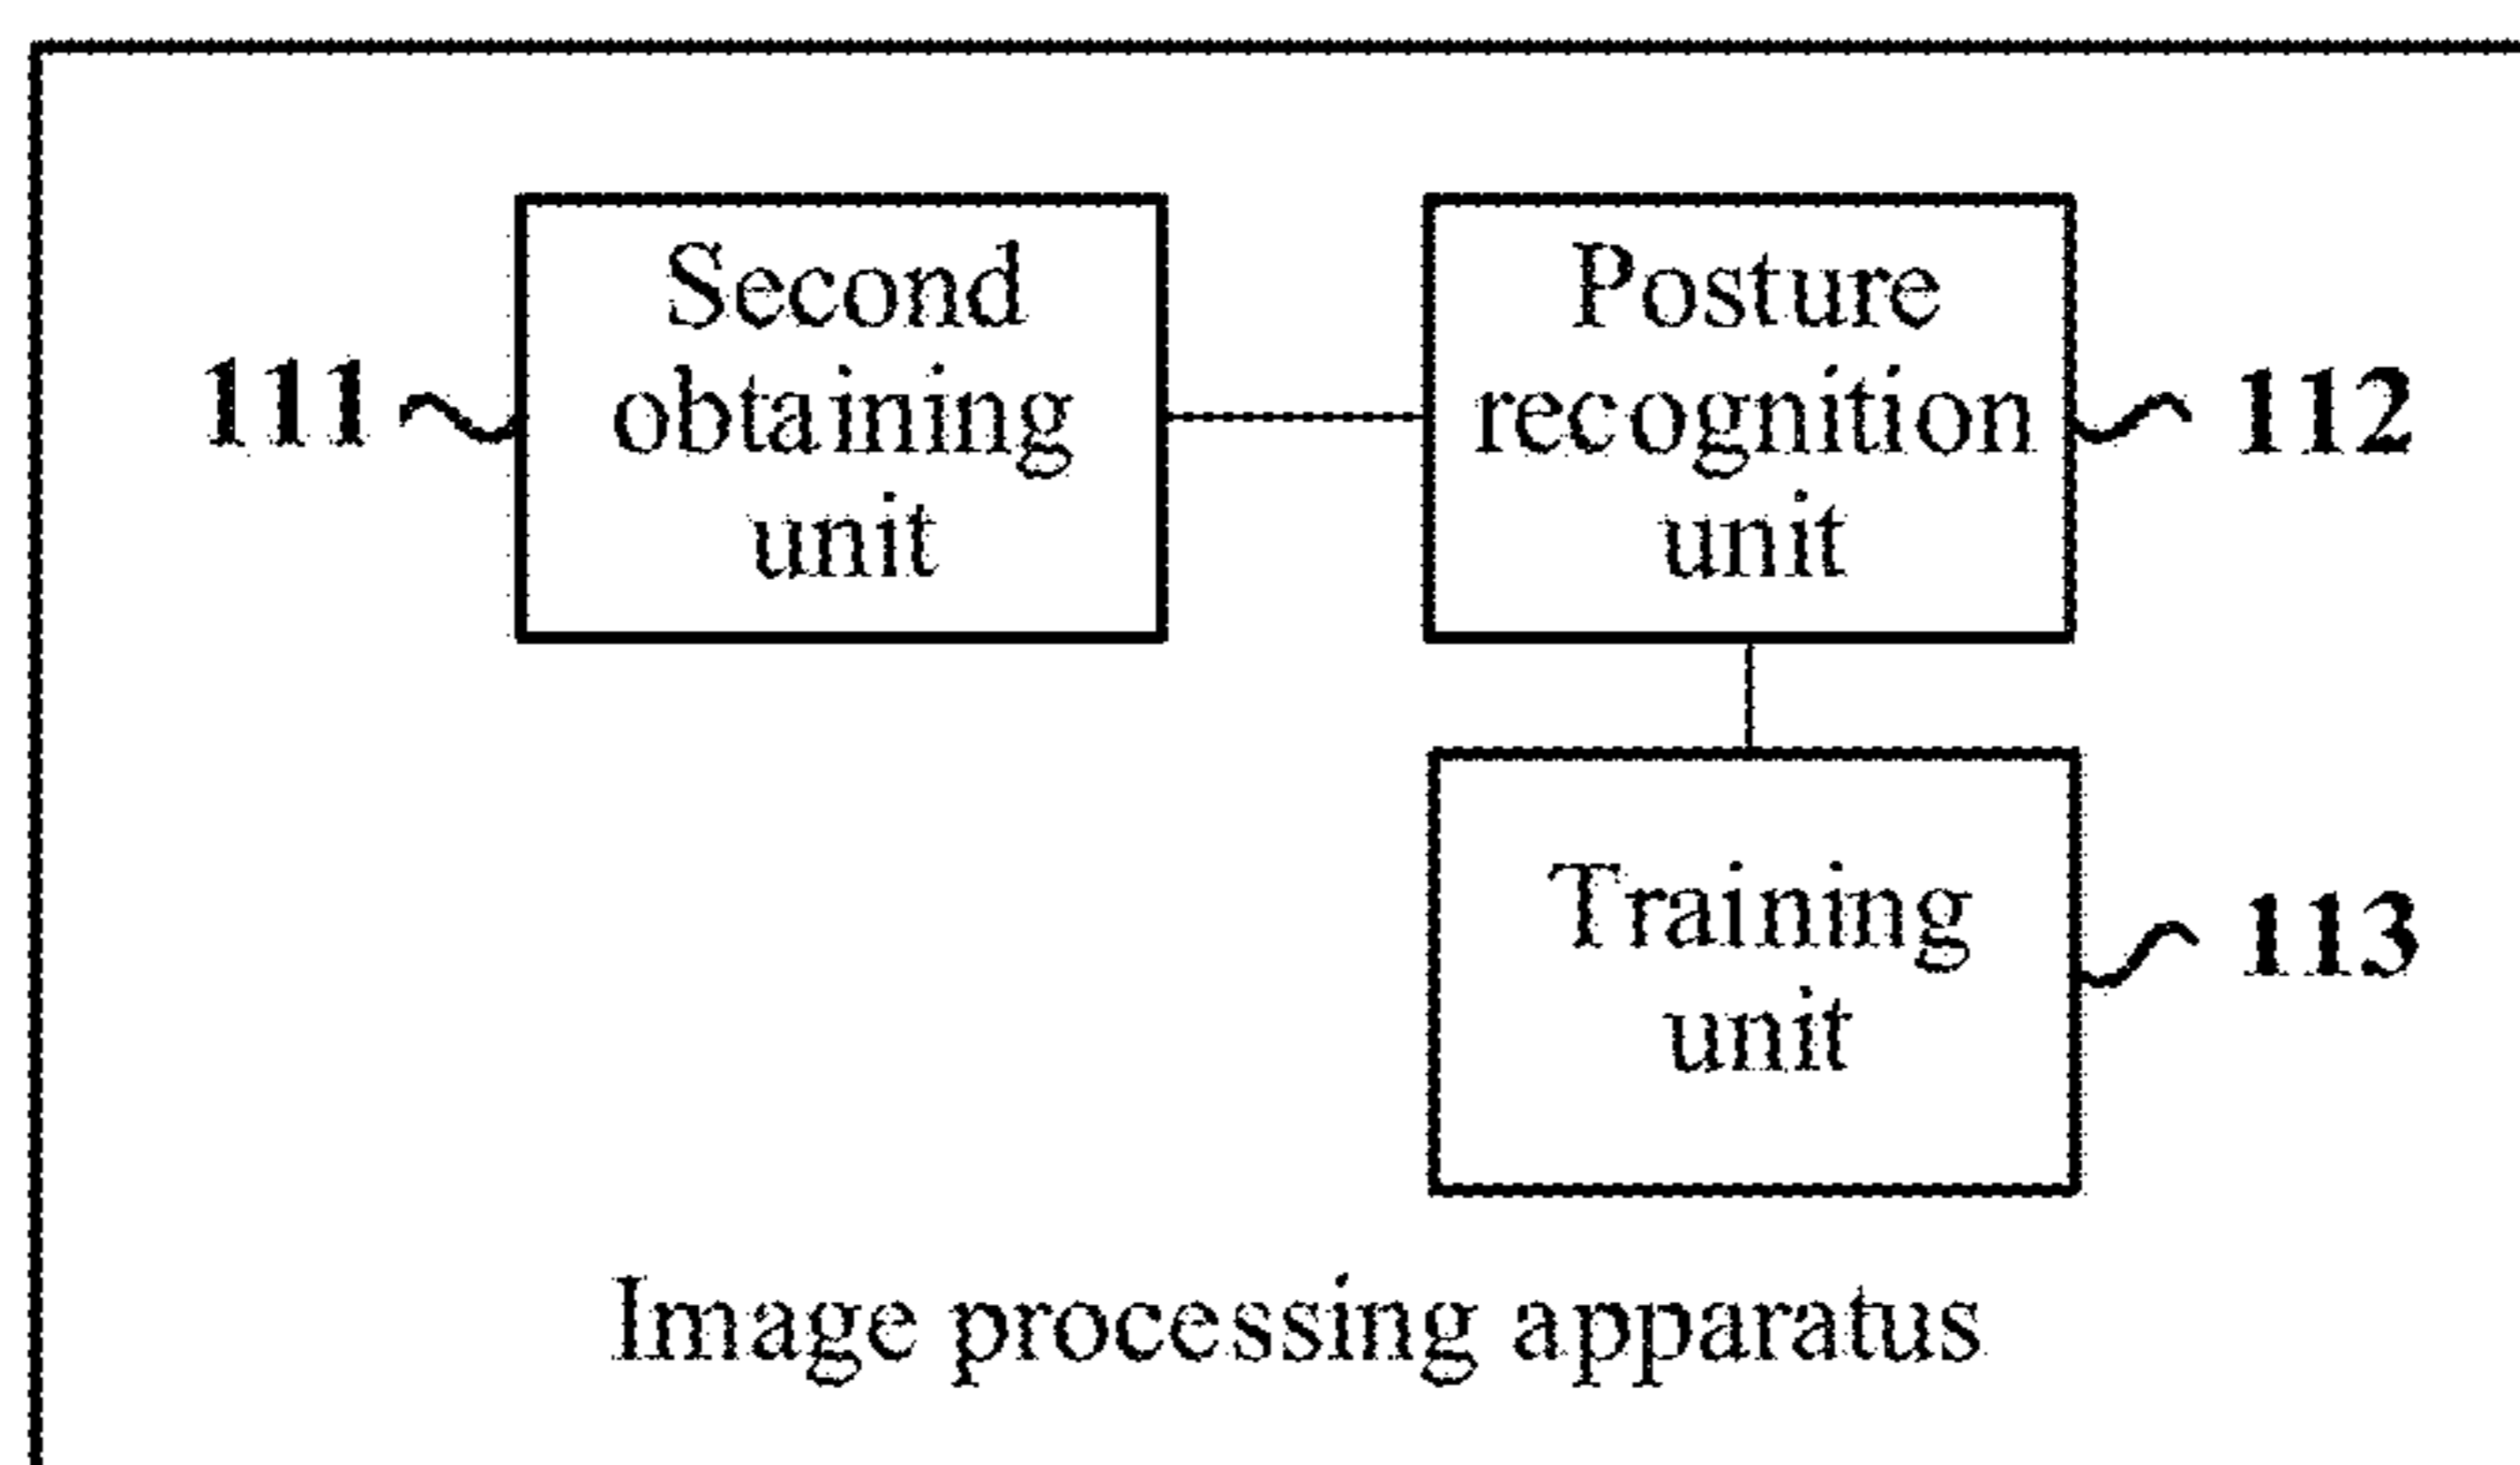 Second
obtaining
unit
111
Posture
recognition
unit
112
Training
unit
113
Image processing apparatus